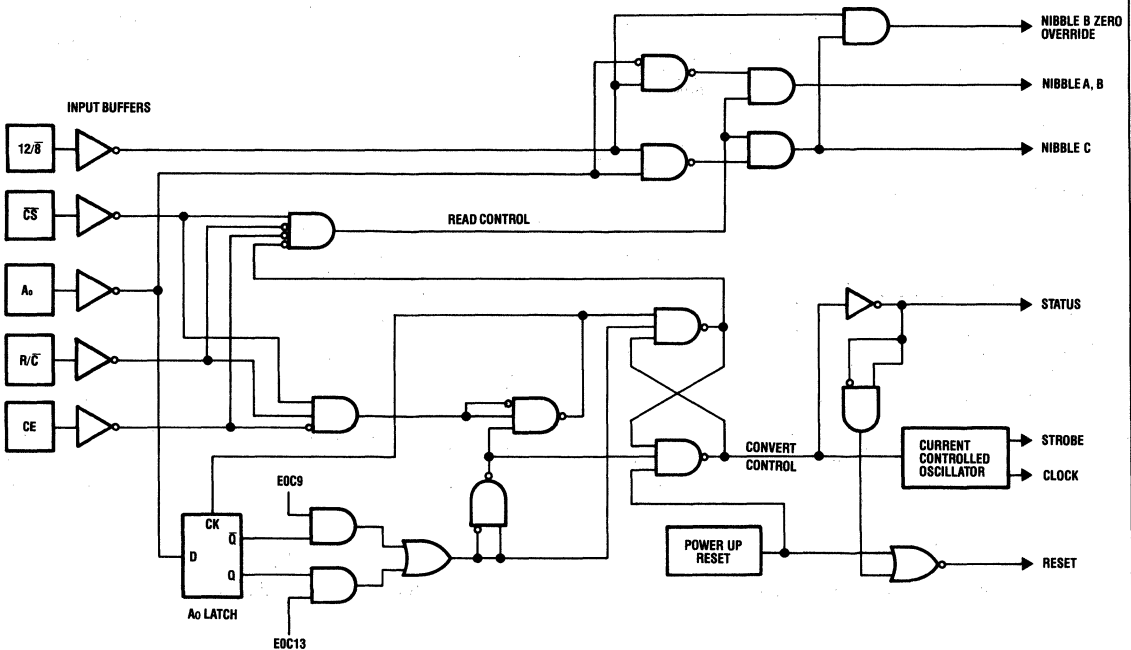 NIBBLE B ZERO
OVERRIDE
NIBBLE A, B
INPUT BUFFERS
12/8̅
NIBBLE C
C̅S̅
READ CONTROL
A₀
STATUS
R/C̅
CE
CONVERT
CONTROL
CURRENT
CONTROLLED
OSCILLATOR
STROBE
CLOCK
EOC9
CK
Q̅
D
Q
POWER UP
RESET
RESET
A₀ LATCH
EOC13